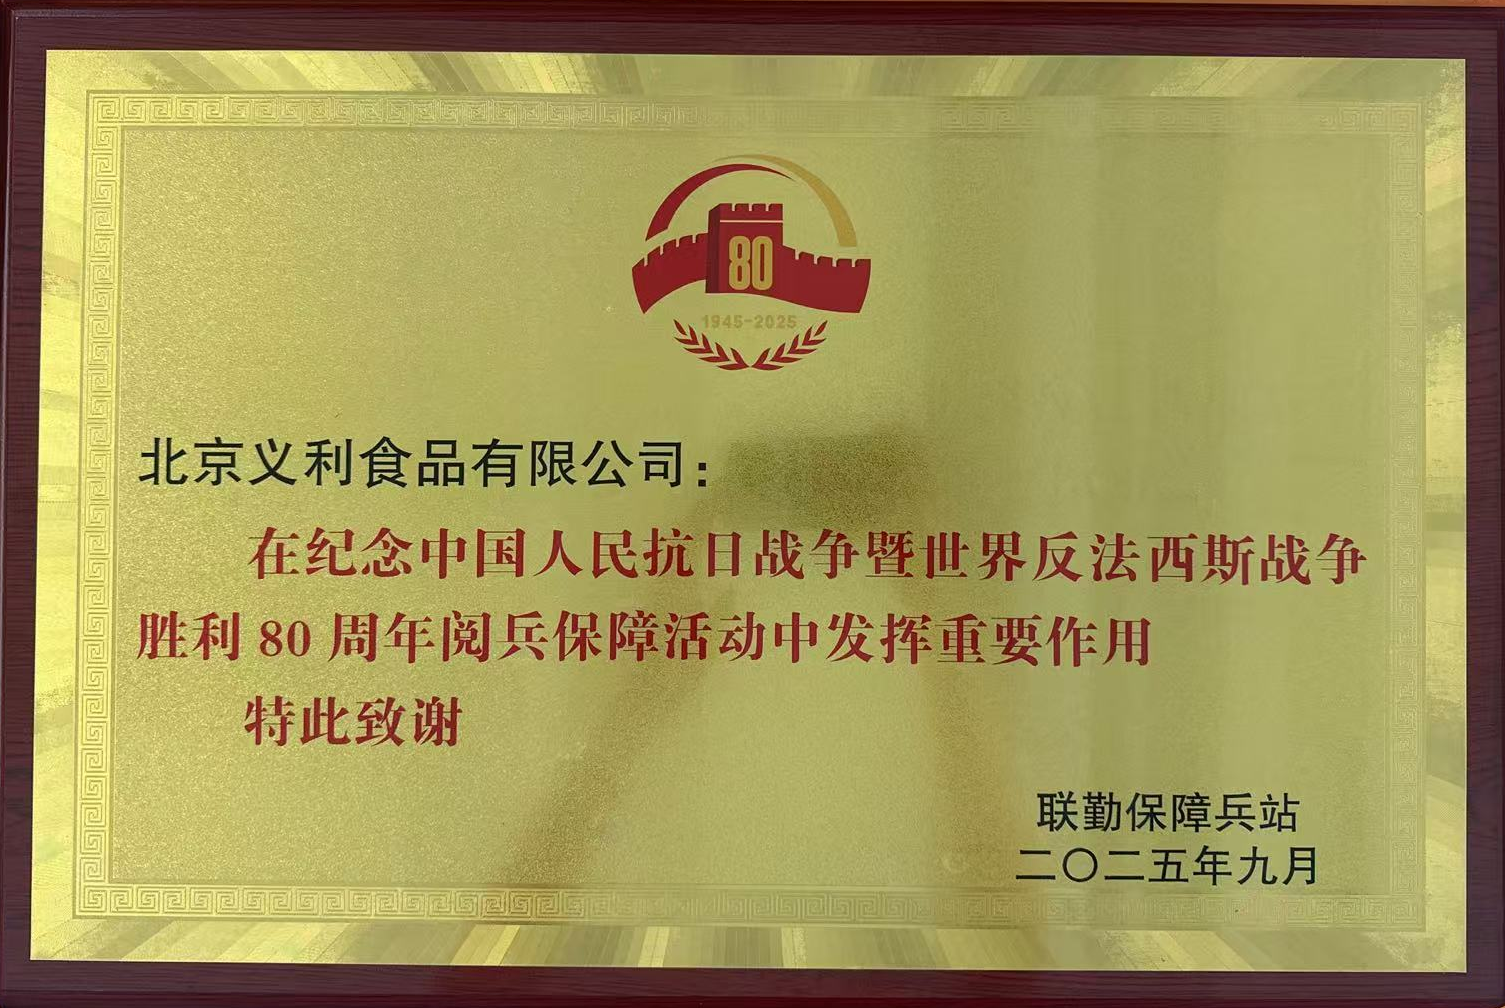 80
1945-2025
北京义利食品有限公司：
在纪念中国人民抗日战争暨世界反法西斯战争
胜利 80 周年阅兵保障活动中发挥重要作用
特此致谢
联勤保障兵站
二〇二五年九月